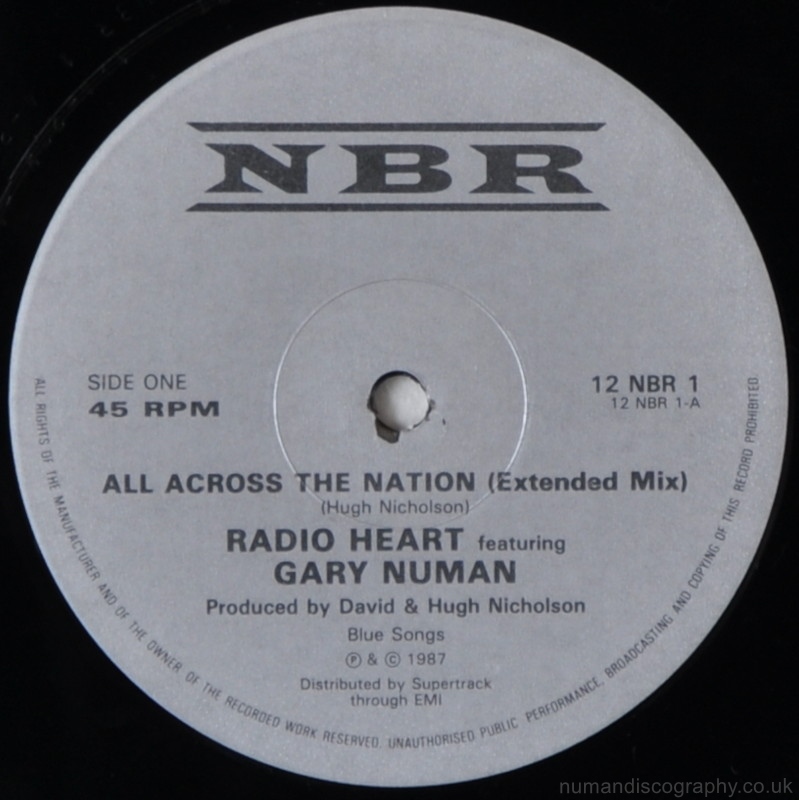 NBR
SIDE ONE
45 RPM
12 NBR 1
12 NBR 1-A
ALL ACROSS THE NATION (Extended Mix)
(Hugh Nicholson)
RADIO HEART featuring
GARY NUMAN
Produced by David & Hugh Nicholson
Blue Songs
Ⓟ & © 1987
Distributed by Supertrack
through EMI
ALL RIGHTS OF THE MANUFACTURER AND OF THE OWNER OF THE RECORDED WORK RESERVED. UNAUTHORISED PUBLIC PERFORMANCE, BROADCASTING AND COPYING OF THIS RECORD PROHIBITED.
numandiscography.co.uk